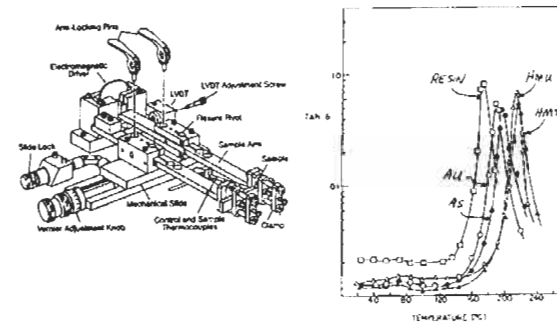 Arm-Locking Pins
Electromagnetic
Driver
LVDT
LVDT Adjustment Screw
Flexure Pivot
Sample Arm
Sample
Slide Lock
Clamp
Mechanical Slide
Control and Sample
Thermocouples
Vernier Adjustment Knob
10
RESIN
HMU
TAN δ
HMT
Au
As
40
80
120
160
200
240
TEMPERATURE (°C)